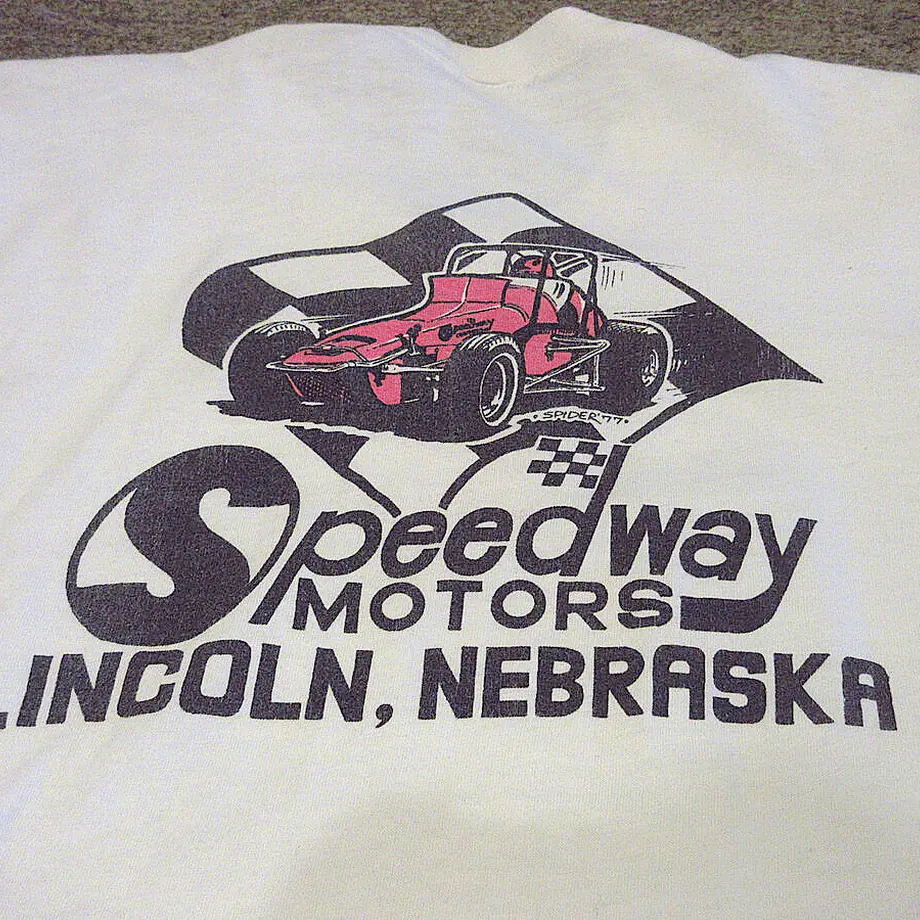 • SPIDER '77 •
Speedway
MOTORS
LINCOLN, NEBRASKA